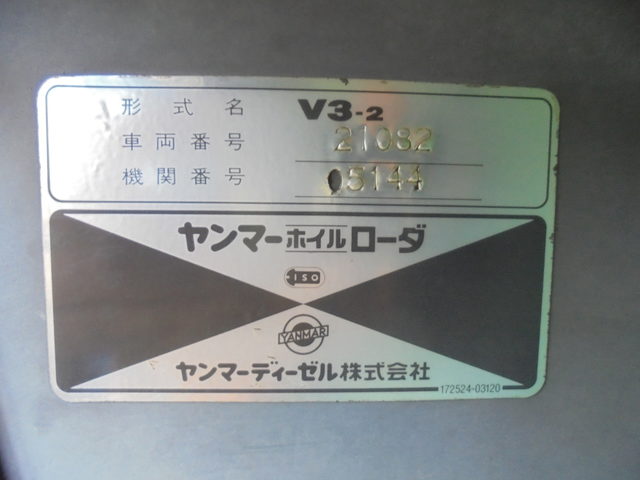 形式名 V3-2
車両番号 21082
機関番号 05144
ヤンマーホイルローダ
ISO
YANMAR
ヤンマーディーゼル株式会社
172524-03120